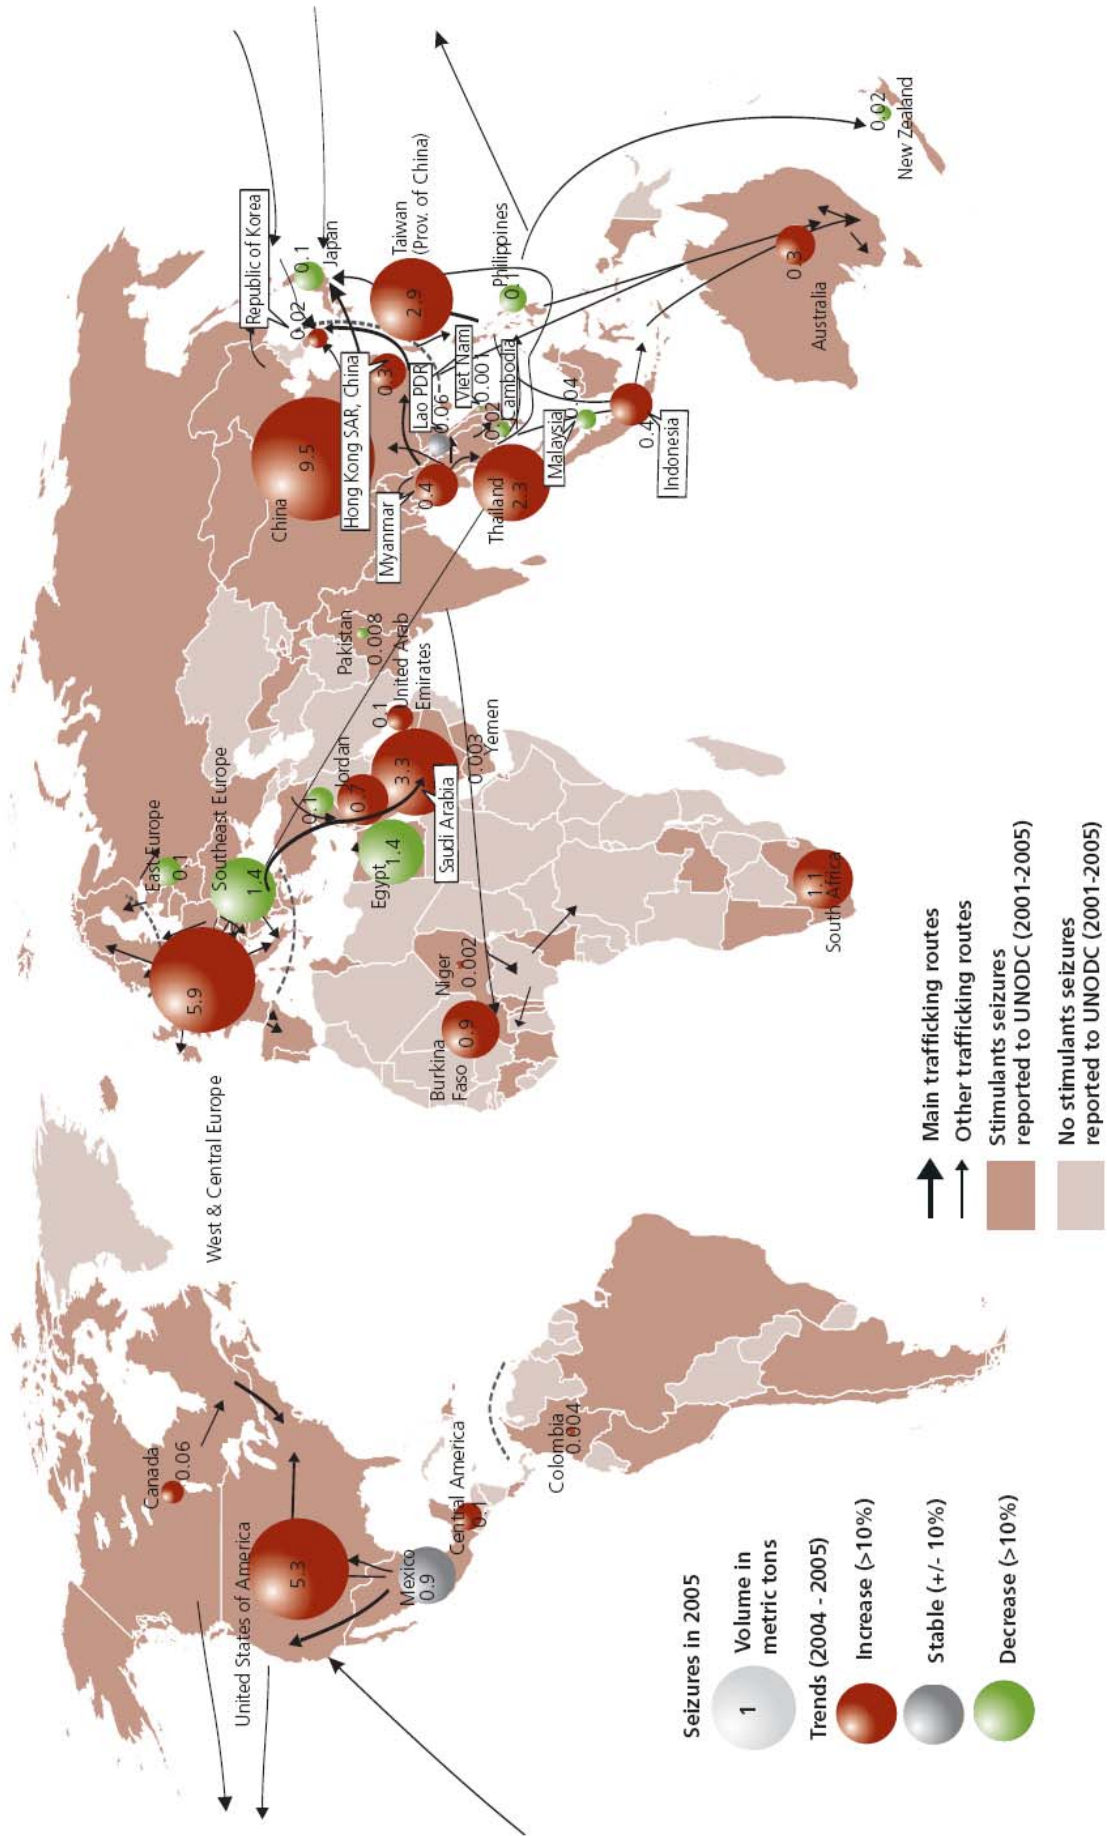 Canada
0.06
United States of America
5.3
Mexico
0.9
Central America
0.1
Colombia
0.004
West & Central Europe
5.9
East Europe
0.1
Southeast Europe
1.4
0.1
Jordan
0.7
Egypt
1.4
Saudi Arabia
3.3
0.1
United Arab
Emirates
Yemen
0.003
Pakistan
0.008
Niger
0.002
Burkina
Faso
0.9
South Africa
1.1
China
9.5
Hong Kong SAR, China
0.3
Republic of Korea
0.02
Japan
0.1
Taiwan
(Prov. of China)
2.9
Philippines
0.1
Myanmar
0.4
Lao PDR
0.06
Viet Nam
0.001
Cambodia
0.02
Thailand
2.3
Malaysia
0.04
Indonesia
0.4
Australia
0.3
New Zealand
0.02
Seizures in 2005
1
Volume in
metric tons
Trends (2004 - 2005)
Increase (>10%)
Stable (+/- 10%)
Decrease (>10%)
Main trafficking routes
Other trafficking routes
Stimulants seizures
reported to UNODC (2001-2005)
No stimulants seizures
reported to UNODC (2001-2005)